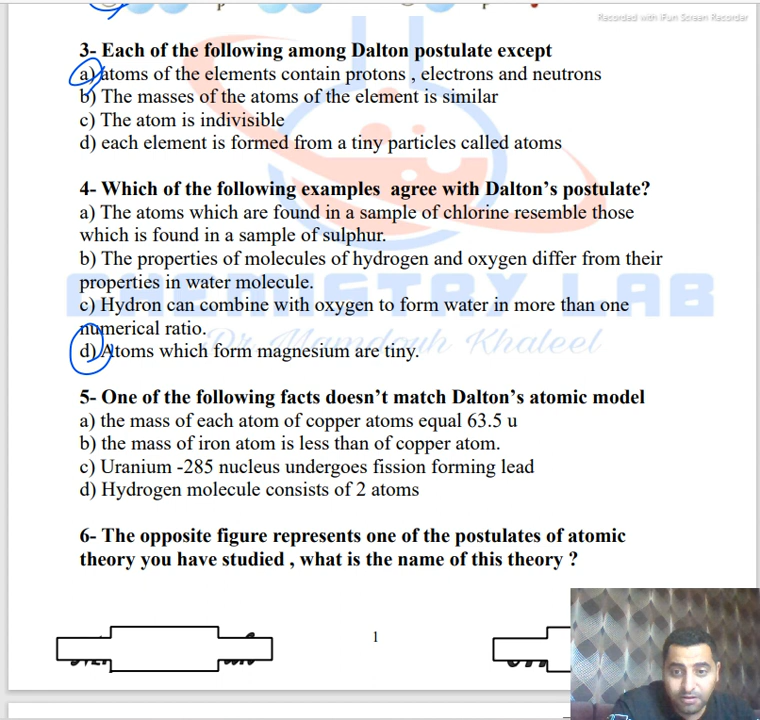 Recorded with iFun Screen Recorder
3- Each of the following among Dalton postulate except
a) atoms of the elements contain protons , electrons and neutrons
b) The masses of the atoms of the element is similar
c) The atom is indivisible
d) each element is formed from a tiny particles called atoms
4- Which of the following examples agree with Dalton's postulate?
a) The atoms which are found in a sample of chlorine resemble those
which is found in a sample of sulphur.
b) The properties of molecules of hydrogen and oxygen differ from their
properties in water molecule.
CHEMISTRY LAB
c) Hydron can combine with oxygen to form water in more than one
numerical ratio.
Dr Mamdouh Khaleel
d) Atoms which form magnesium are tiny.
5- One of the following facts doesn't match Dalton's atomic model
a) the mass of each atom of copper atoms equal 63.5 u
b) the mass of iron atom is less than of copper atom.
c) Uranium -285 nucleus undergoes fission forming lead
d) Hydrogen molecule consists of 2 atoms
6- The opposite figure represents one of the postulates of atomic
theory you have studied , what is the name of this theory ?
1